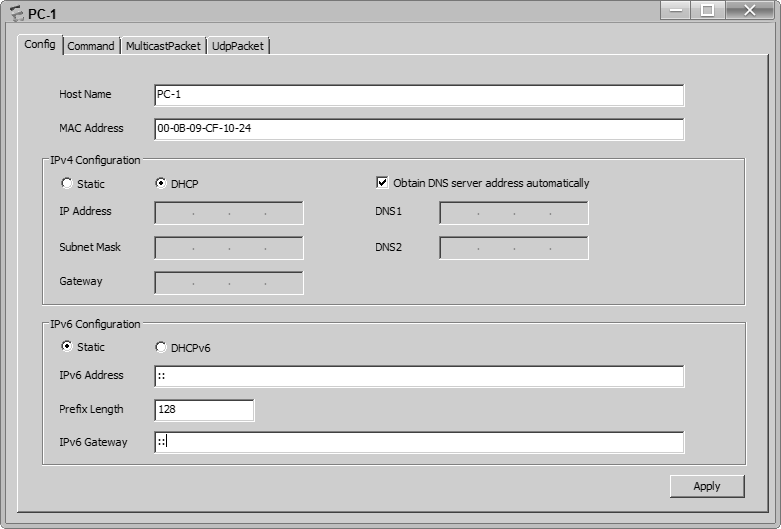 PC-1
Config Command MulticastPacket UdpPacket
Host Name PC-1
MAC Address 00-0B-09-CF-10-24
IPv4 Configuration
Static DHCP Obtain DNS server address automatically
IP Address . . . DNS1 . . .
Subnet Mask . . . DNS2 . . .
Gateway . . .
IPv6 Configuration
Static DHCPv6
IPv6 Address ::
Prefix Length 128
IPv6 Gateway ::
Apply